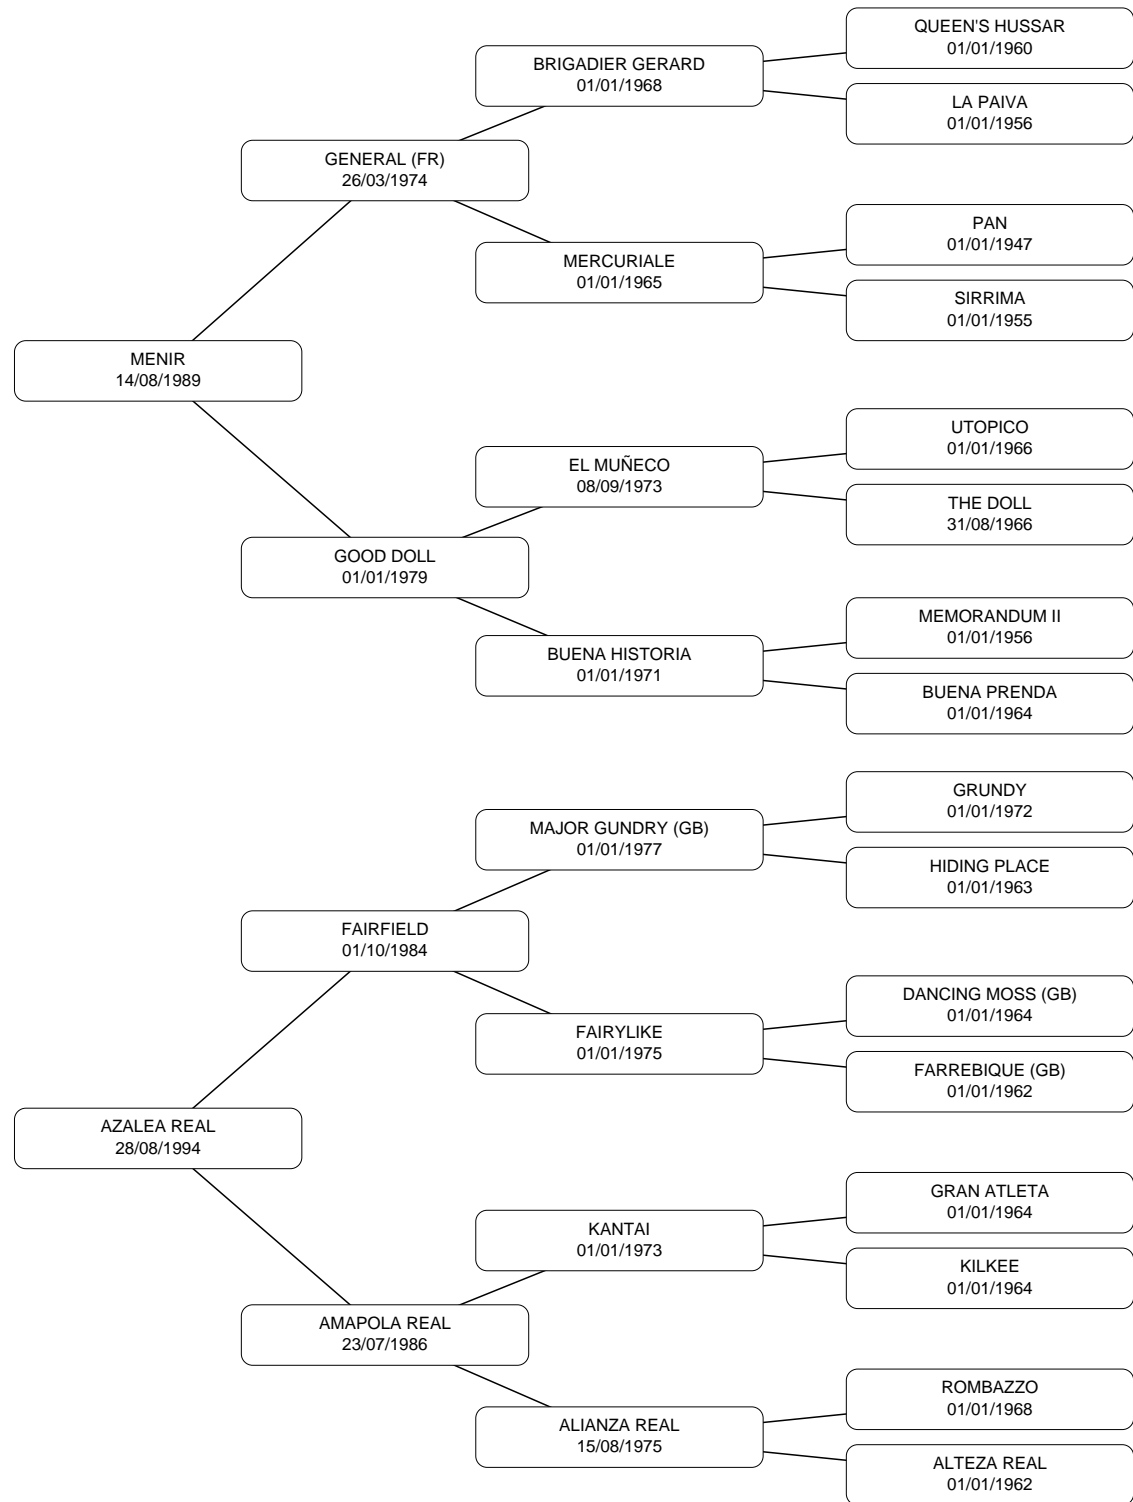 QUEEN'S HUSSAR
01/01/1960
BRIGADIER GERARD
01/01/1968
LA PAIVA
01/01/1956
GENERAL (FR)
26/03/1974
PAN
01/01/1947
MERCURIALE
01/01/1965
SIRRIMA
01/01/1955
MENIR
14/08/1989
UTOPICO
01/01/1966
EL MUÑECO
08/09/1973
THE DOLL
31/08/1966
GOOD DOLL
01/01/1979
MEMORANDUM II
01/01/1956
BUENA HISTORIA
01/01/1971
BUENA PRENDA
01/01/1964
GRUNDY
01/01/1972
MAJOR GUNDRY (GB)
01/01/1977
HIDING PLACE
01/01/1963
FAIRFIELD
01/10/1984
DANCING MOSS (GB)
01/01/1964
FAIRYLIKE
01/01/1975
FARREBIQUE (GB)
01/01/1962
AZALEA REAL
28/08/1994
GRAN ATLETA
01/01/1964
KANTAI
01/01/1973
KILKEE
01/01/1964
AMAPOLA REAL
23/07/1986
ROMBAZZO
01/01/1968
ALIANZA REAL
15/08/1975
ALTEZA REAL
01/01/1962